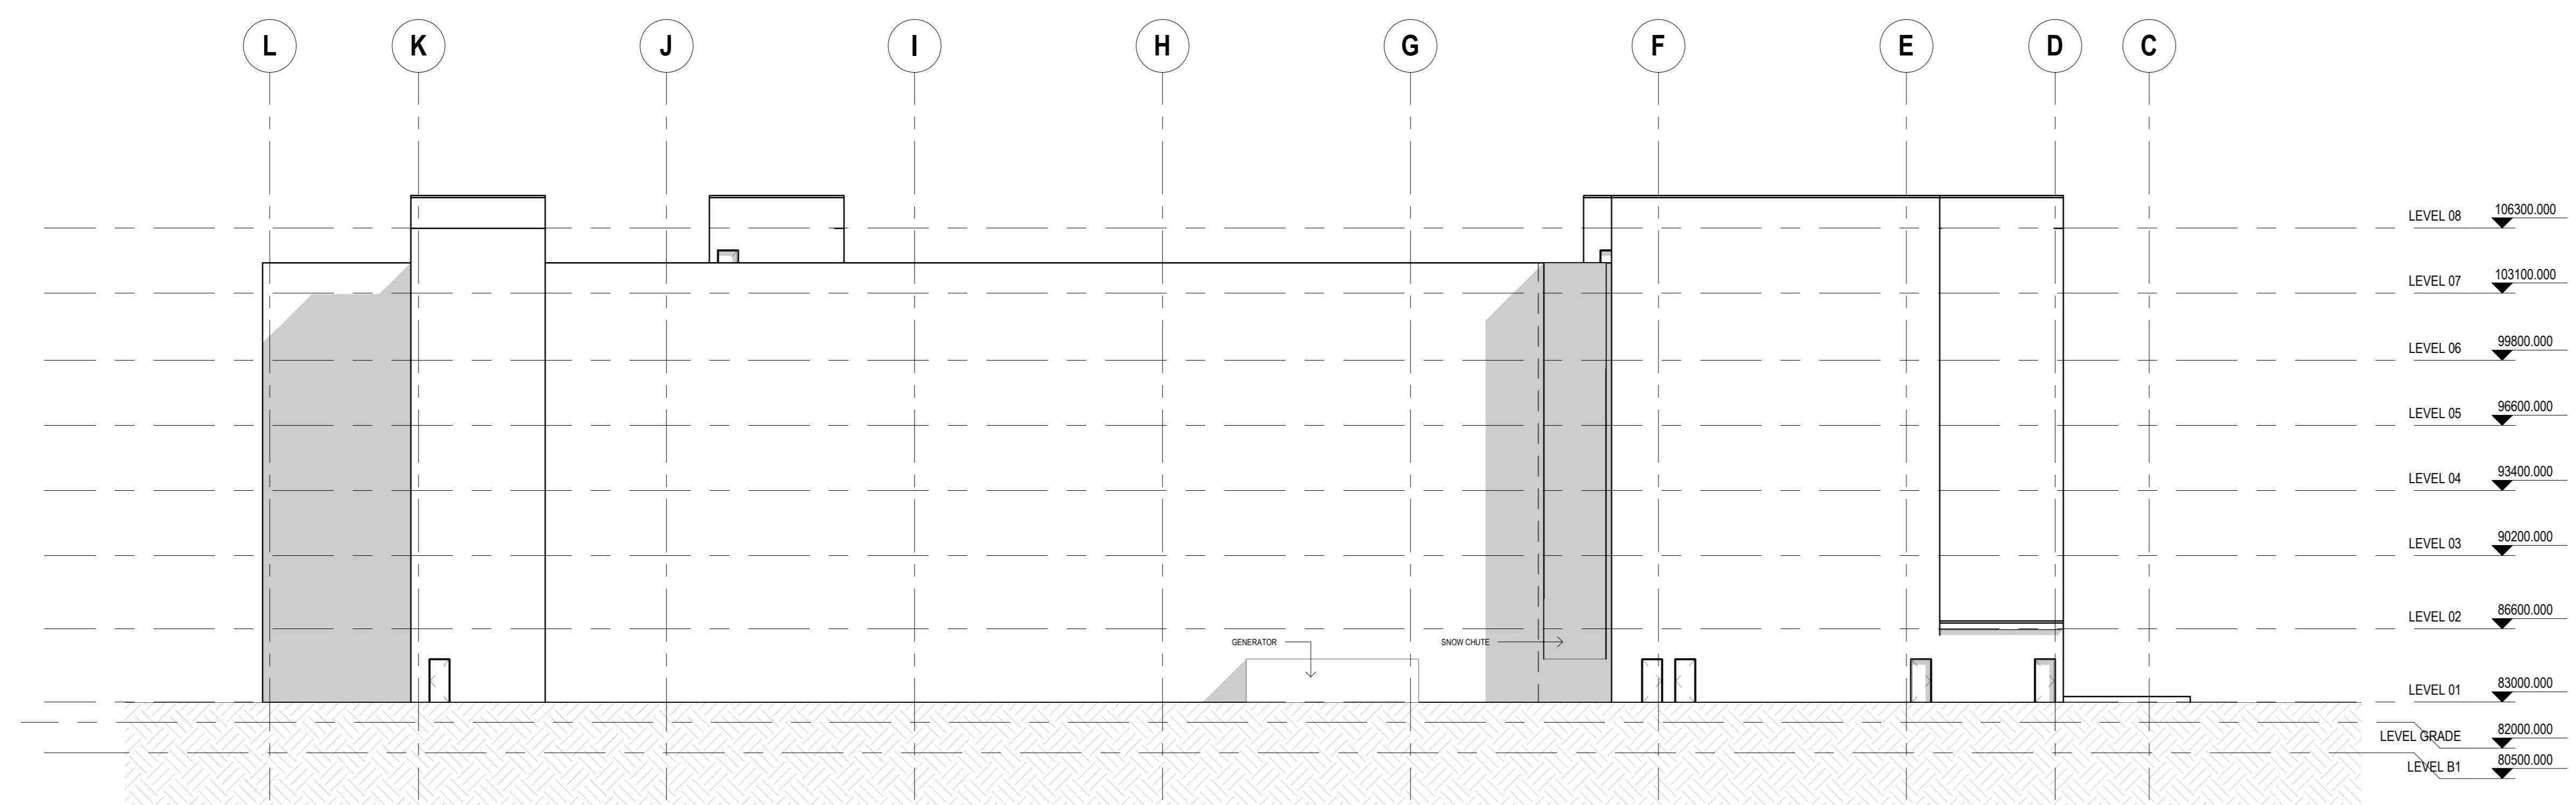 L K J I H G F E D C
LEVEL 08 106300.000
LEVEL 07 103100.000
LEVEL 06 99800.000
LEVEL 05 96600.000
LEVEL 04 93400.000
LEVEL 03 90200.000
LEVEL 02 86600.000
GENERATOR
SNOW CHUTE
LEVEL 01 83000.000
LEVEL GRADE 82000.000
LEVEL B1 80500.000